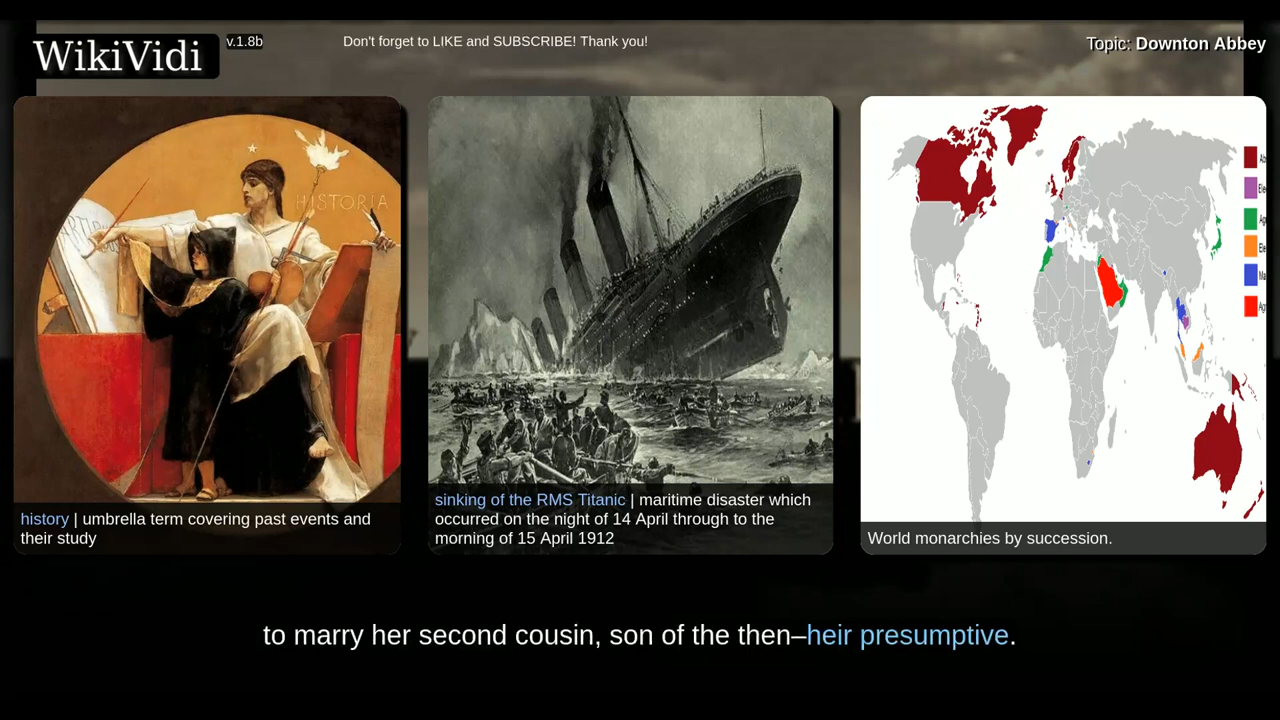 WikiVidi
v.1.8b
Don't forget to LIKE and SUBSCRIBE! Thank you!
Topic: Downton Abbey
HISTORIA
history | umbrella term covering past events and
their study
sinking of the RMS Titanic | maritime disaster which
occurred on the night of 14 April through to the
morning of 15 April 1912
World monarchies by succession.
to marry her second cousin, son of the then–heir presumptive.